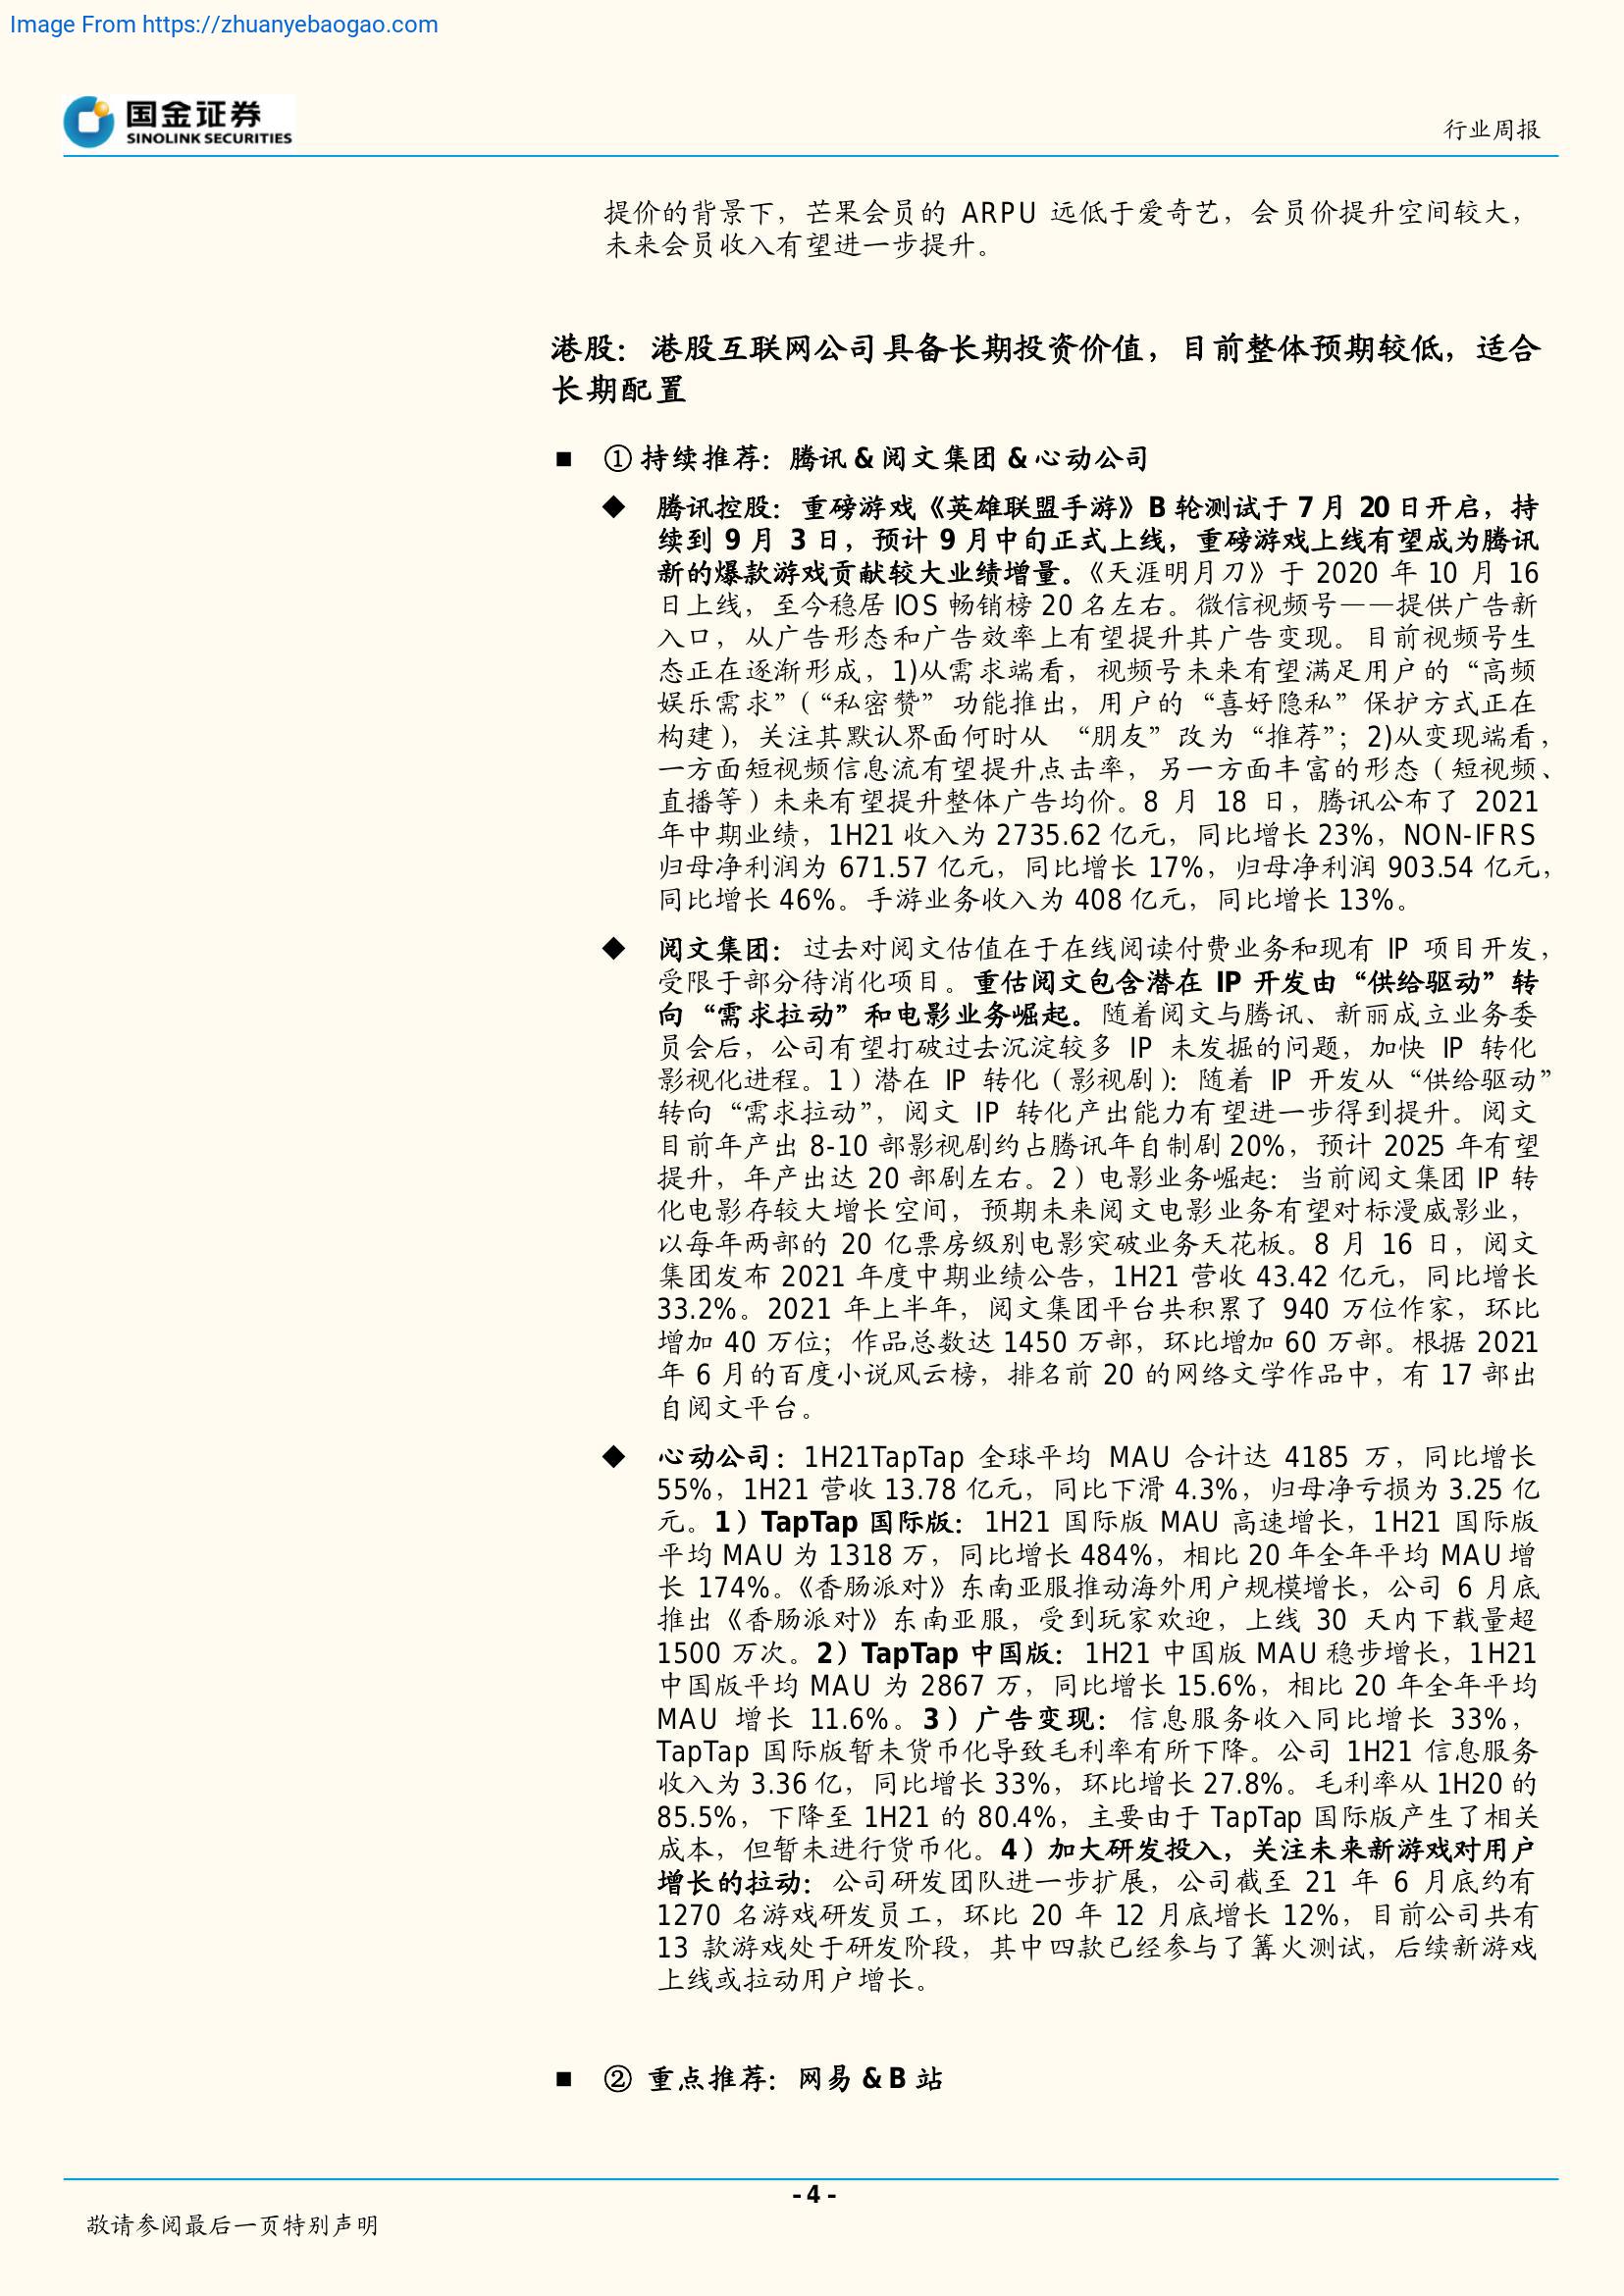 Image From https://zhuanyebaogao.com
国金证券
SINOLINK SECURITIES
行业周报
提价的背景下，芒果会员的 ARPU 远低于爱奇艺，会员价提升空间较大，
未来会员收入有望进一步提升。
港股：港股互联网公司具备长期投资价值，目前整体预期较低，适合
长期配置
■ ① 持续推荐：腾讯 & 阅文集团 & 心动公司
◆ 腾讯控股：重磅游戏《英雄联盟手游》B 轮测试于 7 月 20 日开启，持
续到 9 月 3 日，预计 9 月中旬正式上线，重磅游戏上线有望成为腾讯
新的爆款游戏贡献较大业绩增量。《天涯明月刀》于 2020 年 10 月 16
日上线，至今稳居 IOS 畅销榜 20 名左右。微信视频号——提供广告新
入口，从广告形态和广告效率上有望提升其广告变现。目前视频号生
态正在逐渐形成，1)从需求端看，视频号未来有望满足用户的“高频
娱乐需求”（“私密赞”功能推出，用户的“喜好隐私”保护方式正在
构建），关注其默认界面何时从 “朋友”改为“推荐”；2)从变现端看，
一方面短视频信息流有望提升点击率，另一方面丰富的形态（短视频、
直播等）未来有望提升整体广告均价。8 月 18 日，腾讯公布了 2021
年中期业绩，1H21 收入为 2735.62 亿元，同比增长 23%，NON-IFRS
归母净利润为 671.57 亿元，同比增长 17%，归母净利润 903.54 亿元，
同比增长 46%。手游业务收入为 408 亿元，同比增长 13%。
◆ 阅文集团：过去对阅文估值在于在线阅读付费业务和现有 IP 项目开发，
受限于部分待消化项目。重估阅文包含潜在 IP 开发由“供给驱动”转
向“需求拉动”和电影业务崛起。随着阅文与腾讯、新丽成立业务委
员会后，公司有望打破过去沉淀较多 IP 未发掘的问题，加快 IP 转化
影视化进程。1）潜在 IP 转化（影视剧）：随着 IP 开发从“供给驱动”
转向“需求拉动”，阅文 IP 转化产出能力有望进一步得到提升。阅文
目前年产出 8-10 部影视剧约占腾讯年自制剧 20%，预计 2025 年有望
提升，年产出达 20 部剧左右。2）电影业务崛起：当前阅文集团 IP 转
化电影存较大增长空间，预期未来阅文电影业务有望对标漫威影业，
以每年两部的 20 亿票房级别电影突破业务天花板。8 月 16 日，阅文
集团发布 2021 年度中期业绩公告，1H21 营收 43.42 亿元，同比增长
33.2%。2021 年上半年，阅文集团平台共积累了 940 万位作家，环比
增加 40 万位；作品总数达 1450 万部，环比增加 60 万部。根据 2021
年 6 月的百度小说风云榜，排名前 20 的网络文学作品中，有 17 部出
自阅文平台。
◆ 心动公司：1H21TapTap 全球平均 MAU 合计达 4185 万，同比增长
55%，1H21 营收 13.78 亿元，同比下滑 4.3%，归母净亏损为 3.25 亿
元。1）TapTap 国际版：1H21 国际版 MAU 高速增长，1H21 国际版
平均 MAU 为 1318 万，同比增长 484%，相比 20 年全年平均 MAU 增
长 174%。《香肠派对》东南亚服推动海外用户规模增长，公司 6 月底
推出《香肠派对》东南亚服，受到玩家欢迎，上线 30 天内下载量超
1500 万次。2）TapTap 中国版：1H21 中国版 MAU 稳步增长，1H21
中国版平均 MAU 为 2867 万，同比增长 15.6%，相比 20 年全年平均
MAU 增长 11.6%。3）广告变现：信息服务收入同比增长 33%，
TapTap 国际版暂未货币化导致毛利率有所下降。公司 1H21 信息服务
收入为 3.36 亿，同比增长 33%，环比增长 27.8%。毛利率从 1H20 的
85.5%，下降至 1H21 的 80.4%，主要由于 TapTap 国际版产生了相关
成本，但暂未进行货币化。4）加大研发投入，关注未来新游戏对用户
增长的拉动：公司研发团队进一步扩展，公司截至 21 年 6 月底约有
1270 名游戏研发员工，环比 20 年 12 月底增长 12%，目前公司共有
13 款游戏处于研发阶段，其中四款已经参与了篝火测试，后续新游戏
上线或拉动用户增长。
■ ② 重点推荐：网易 & B 站
- 4 -
敬请参阅最后一页特别声明